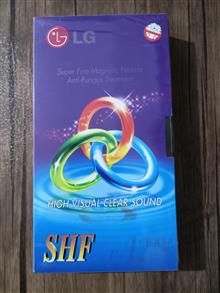 LG
Super Fine Magnetic Particle
Anti-Fungus Treatment
HIGH VISUAL CLEAR SOUND
SHF